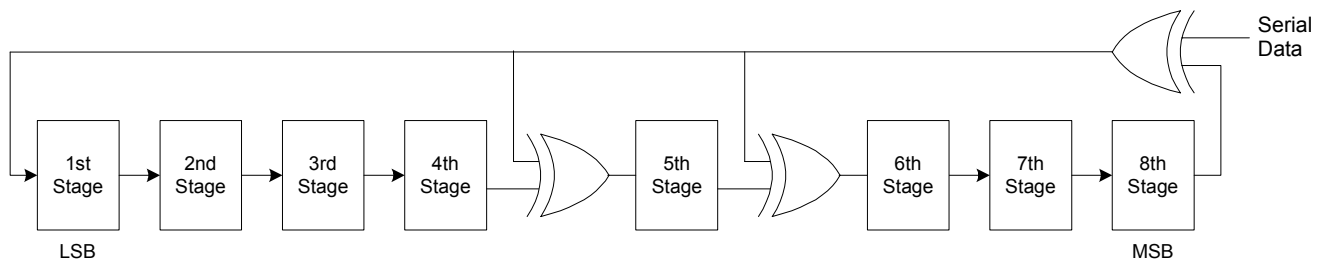 Serial
Data
1st
Stage
2nd
Stage
3rd
Stage
4th
Stage
5th
Stage
6th
Stage
7th
Stage
8th
Stage
LSB
MSB